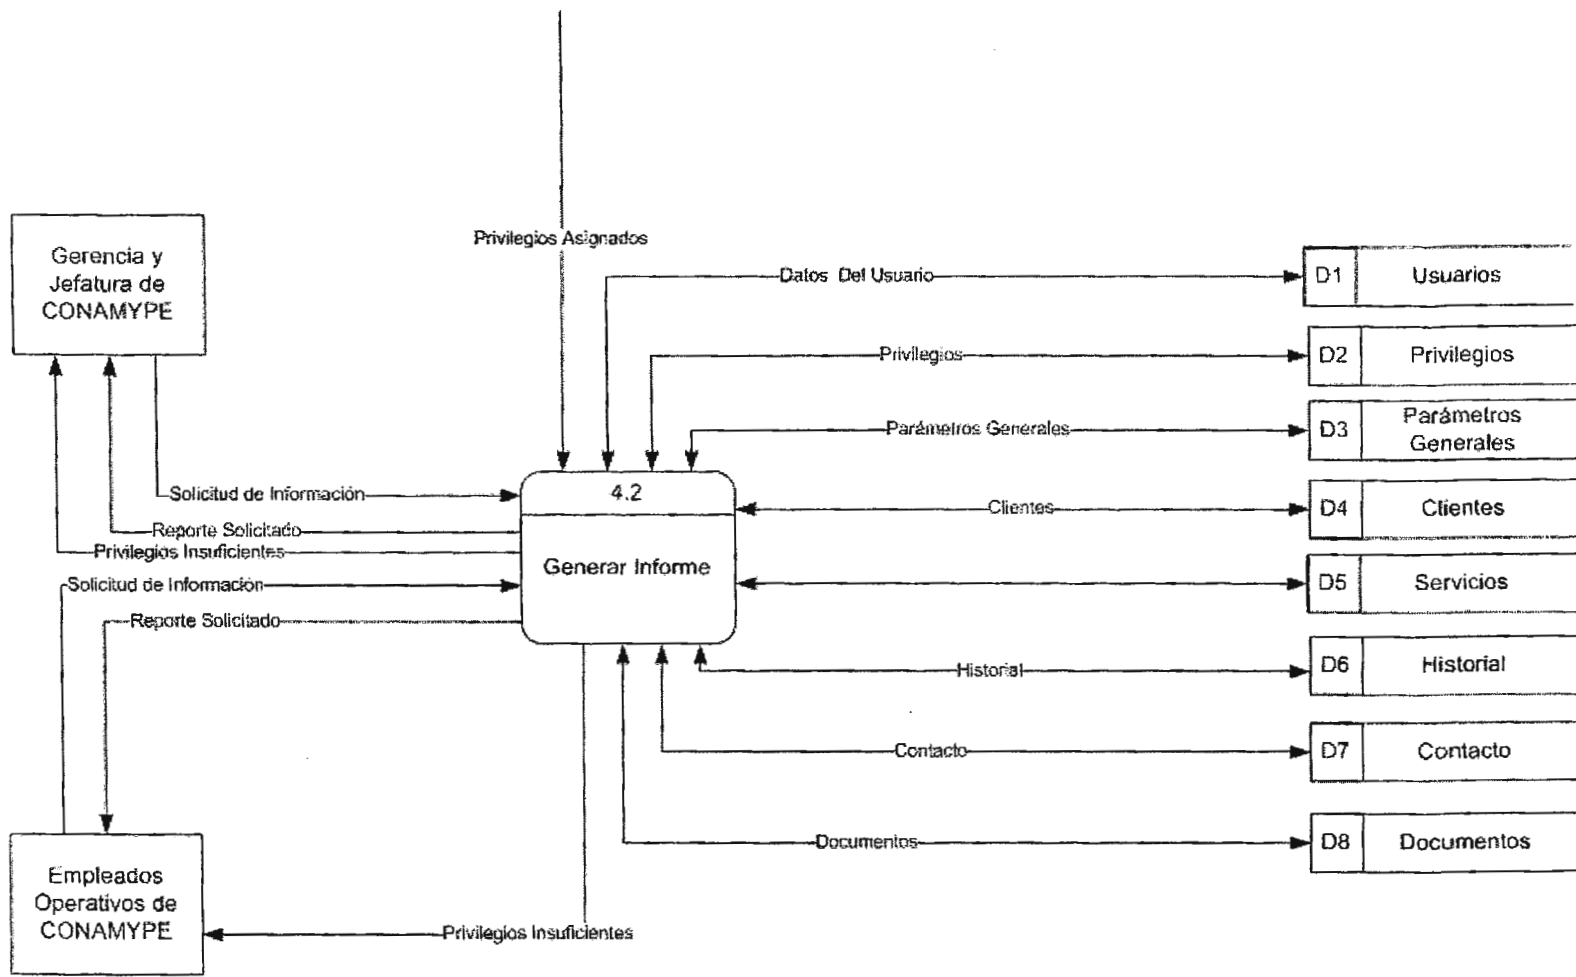 Privilegios Asignados
Gerencia y
Jefatura de
CONAMYPE
Datos Del Usuario
D1
Usuarios
Privilegios
D2
Privilegios
Parámetros Generales
D3
Parámetros
Generales
Solicitud de Información
4.2
Clientes
D4
Clientes
Reporte Solicitado
Privilegios Insuficientes
Generar Informe
D5
Servicios
Solicitud de Información
Reporte Solicitado
Historial
D6
Historial
Contacto
D7
Contacto
Documentos
D8
Documentos
Empleados
Operativos de
CONAMYPE
Privilegios Insuficientes